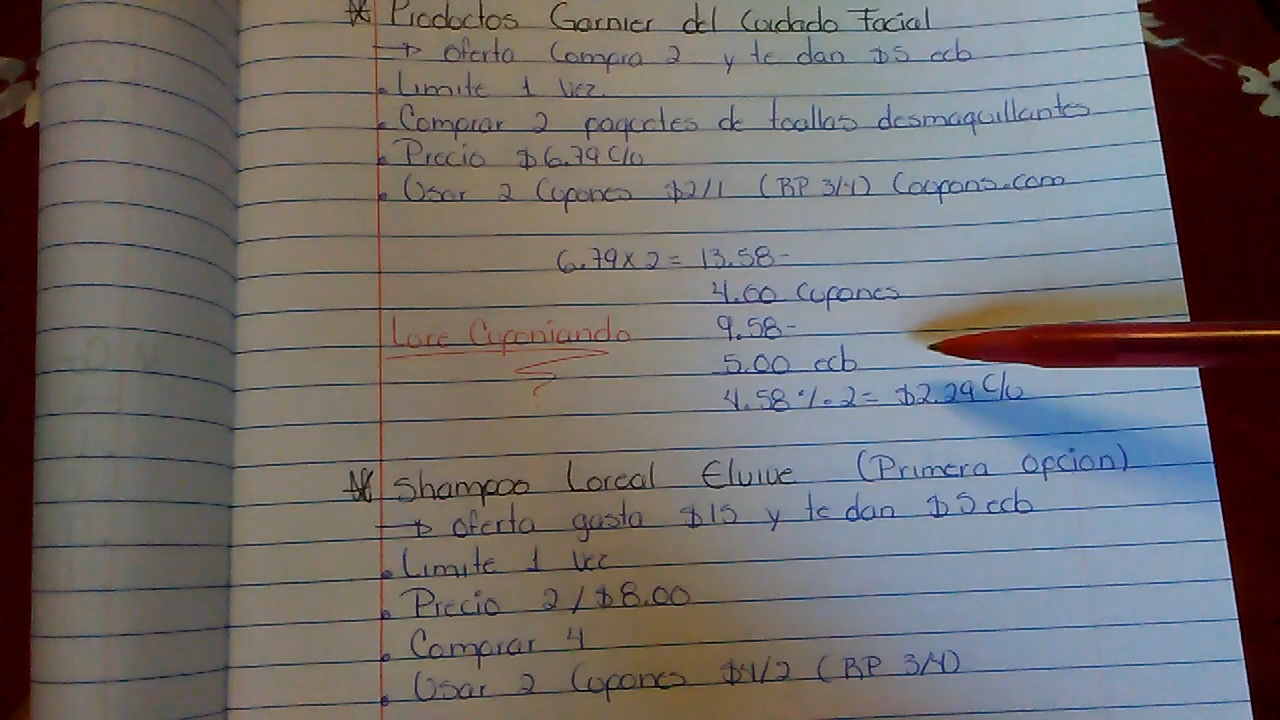 * Productos Garnier del Cuidado Facial
→ oferta Compra 2 y te dan $5 ecb
• Limite 1 vez
• Comprar 2 paquetes de toallas desmaquillantes
• Precio $6.79 C/u
• Usar 2 Cupones $2/1 (RP 3/4) Coupons.com
6.79 x 2 = 13.58-
4.00 Cupones
Lore Cuponiando
9.58-
5.00 ecb
4.58 % 2 = $2.29 C/u
* Shampoo Loreal Elvive (Primera opcion)
→ oferta gasta $15 y te dan $5 ecb
• Limite 1 vez
• Precio 2/$8.00
• Comprar 4
• Usar 2 Cupones $4/2 (RP 3/4)